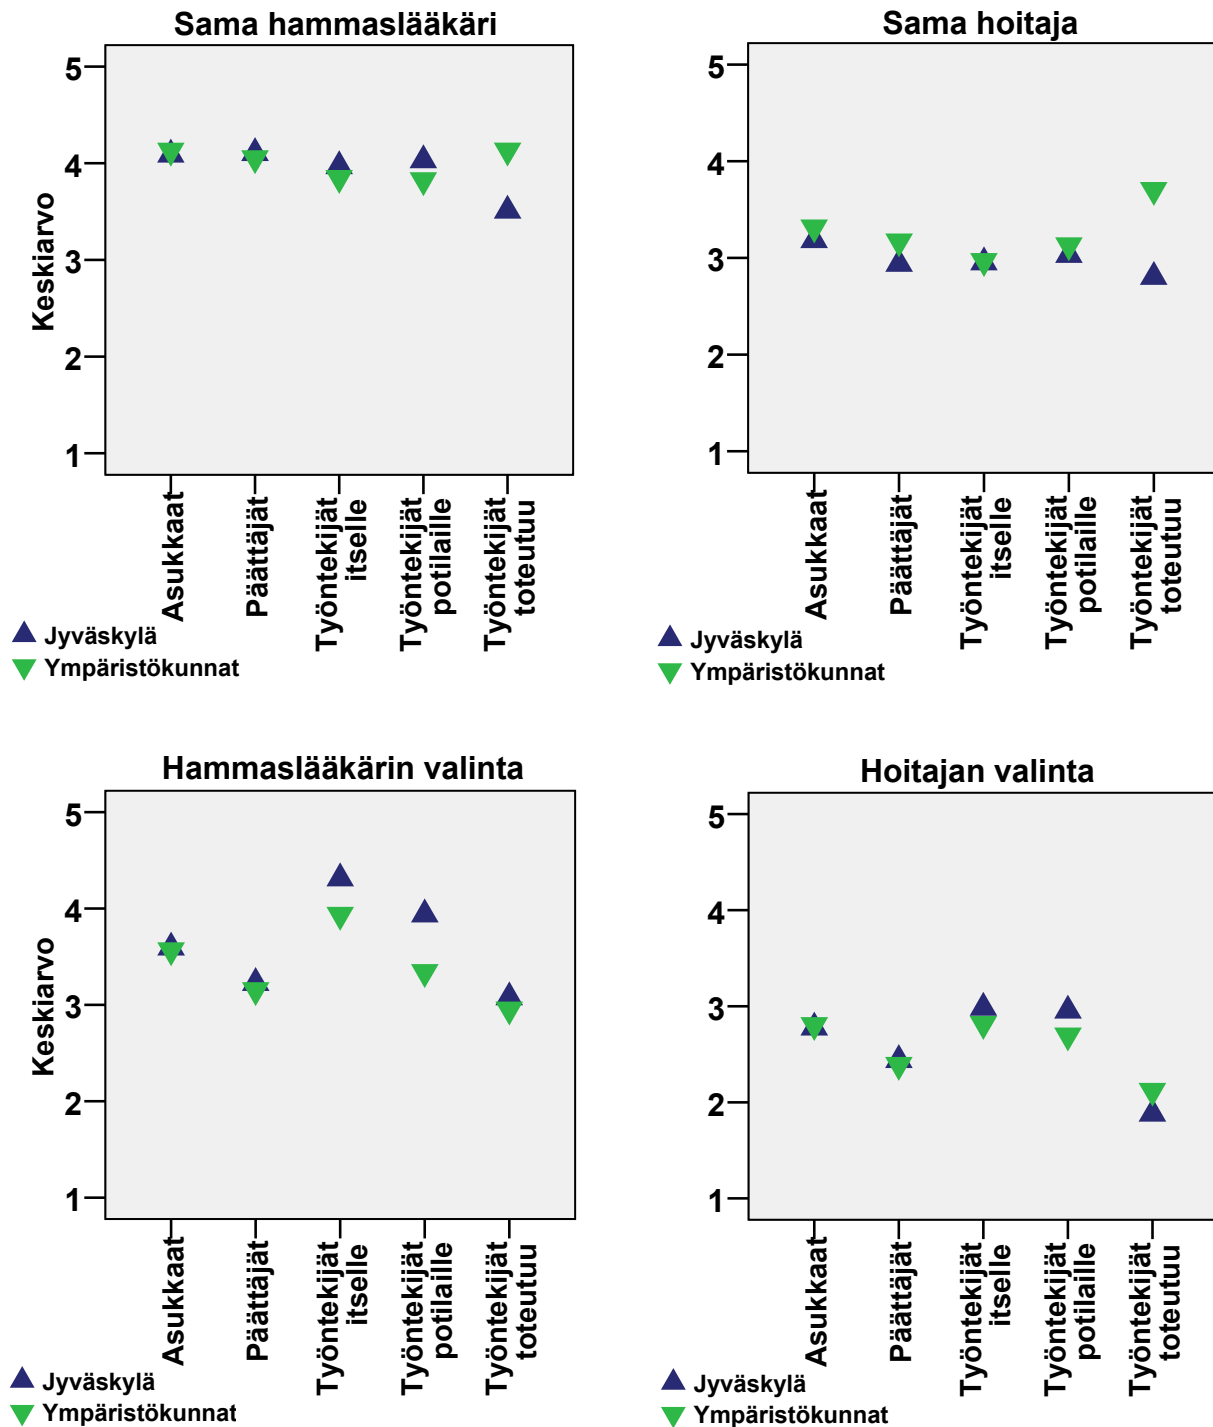 Sama hammaslääkäri
5
4
3
2
1
Keskiarvo
Asukkaat
Päättäjät
Työntekijät
itselle
Työntekijät
potilaille
Työntekijät
toteutuu
Jyväskylä
Ympäristökunnat
Sama hoitaja
5
4
3
2
1
Asukkaat
Päättäjät
Työntekijät
itselle
Työntekijät
potilaille
Työntekijät
toteutuu
Jyväskylä
Ympäristökunnat
Hammaslääkärin valinta
5
4
3
2
1
Keskiarvo
Asukkaat
Päättäjät
Työntekijät
itselle
Työntekijät
potilaille
Työntekijät
toteutuu
Jyväskylä
Ympäristökunnat
Hoitajan valinta
5
4
3
2
1
Asukkaat
Päättäjät
Työntekijät
itselle
Työntekijät
potilaille
Työntekijät
toteutuu
Jyväskylä
Ympäristökunnat